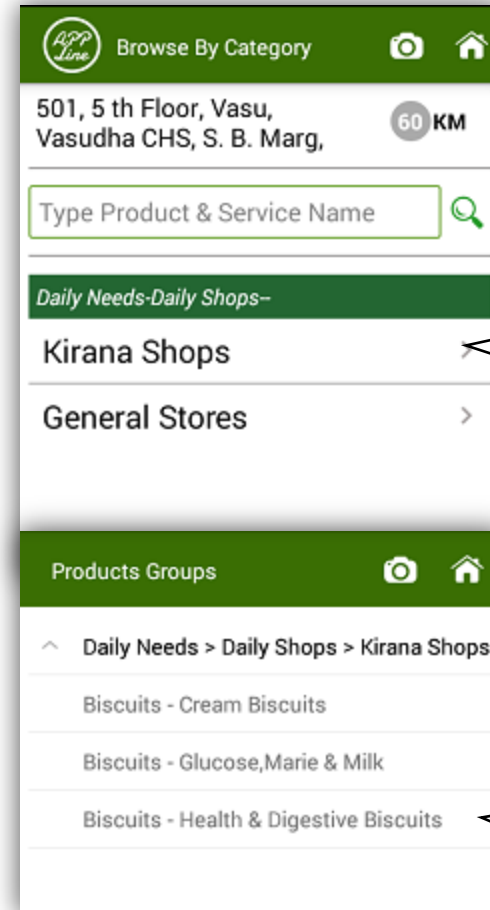 APP
Line
Browse By Category
501, 5 th Floor, Vasu,
Vasudha CHS, S. B. Marg,
60 KM
Type Product & Service Name
Daily Needs-Daily Shops--
Kirana Shops
General Stores
Products Groups
Daily Needs > Daily Shops > Kirana Shops
Biscuits - Cream Biscuits
Biscuits - Glucose,Marie & Milk
Biscuits - Health & Digestive Biscuits